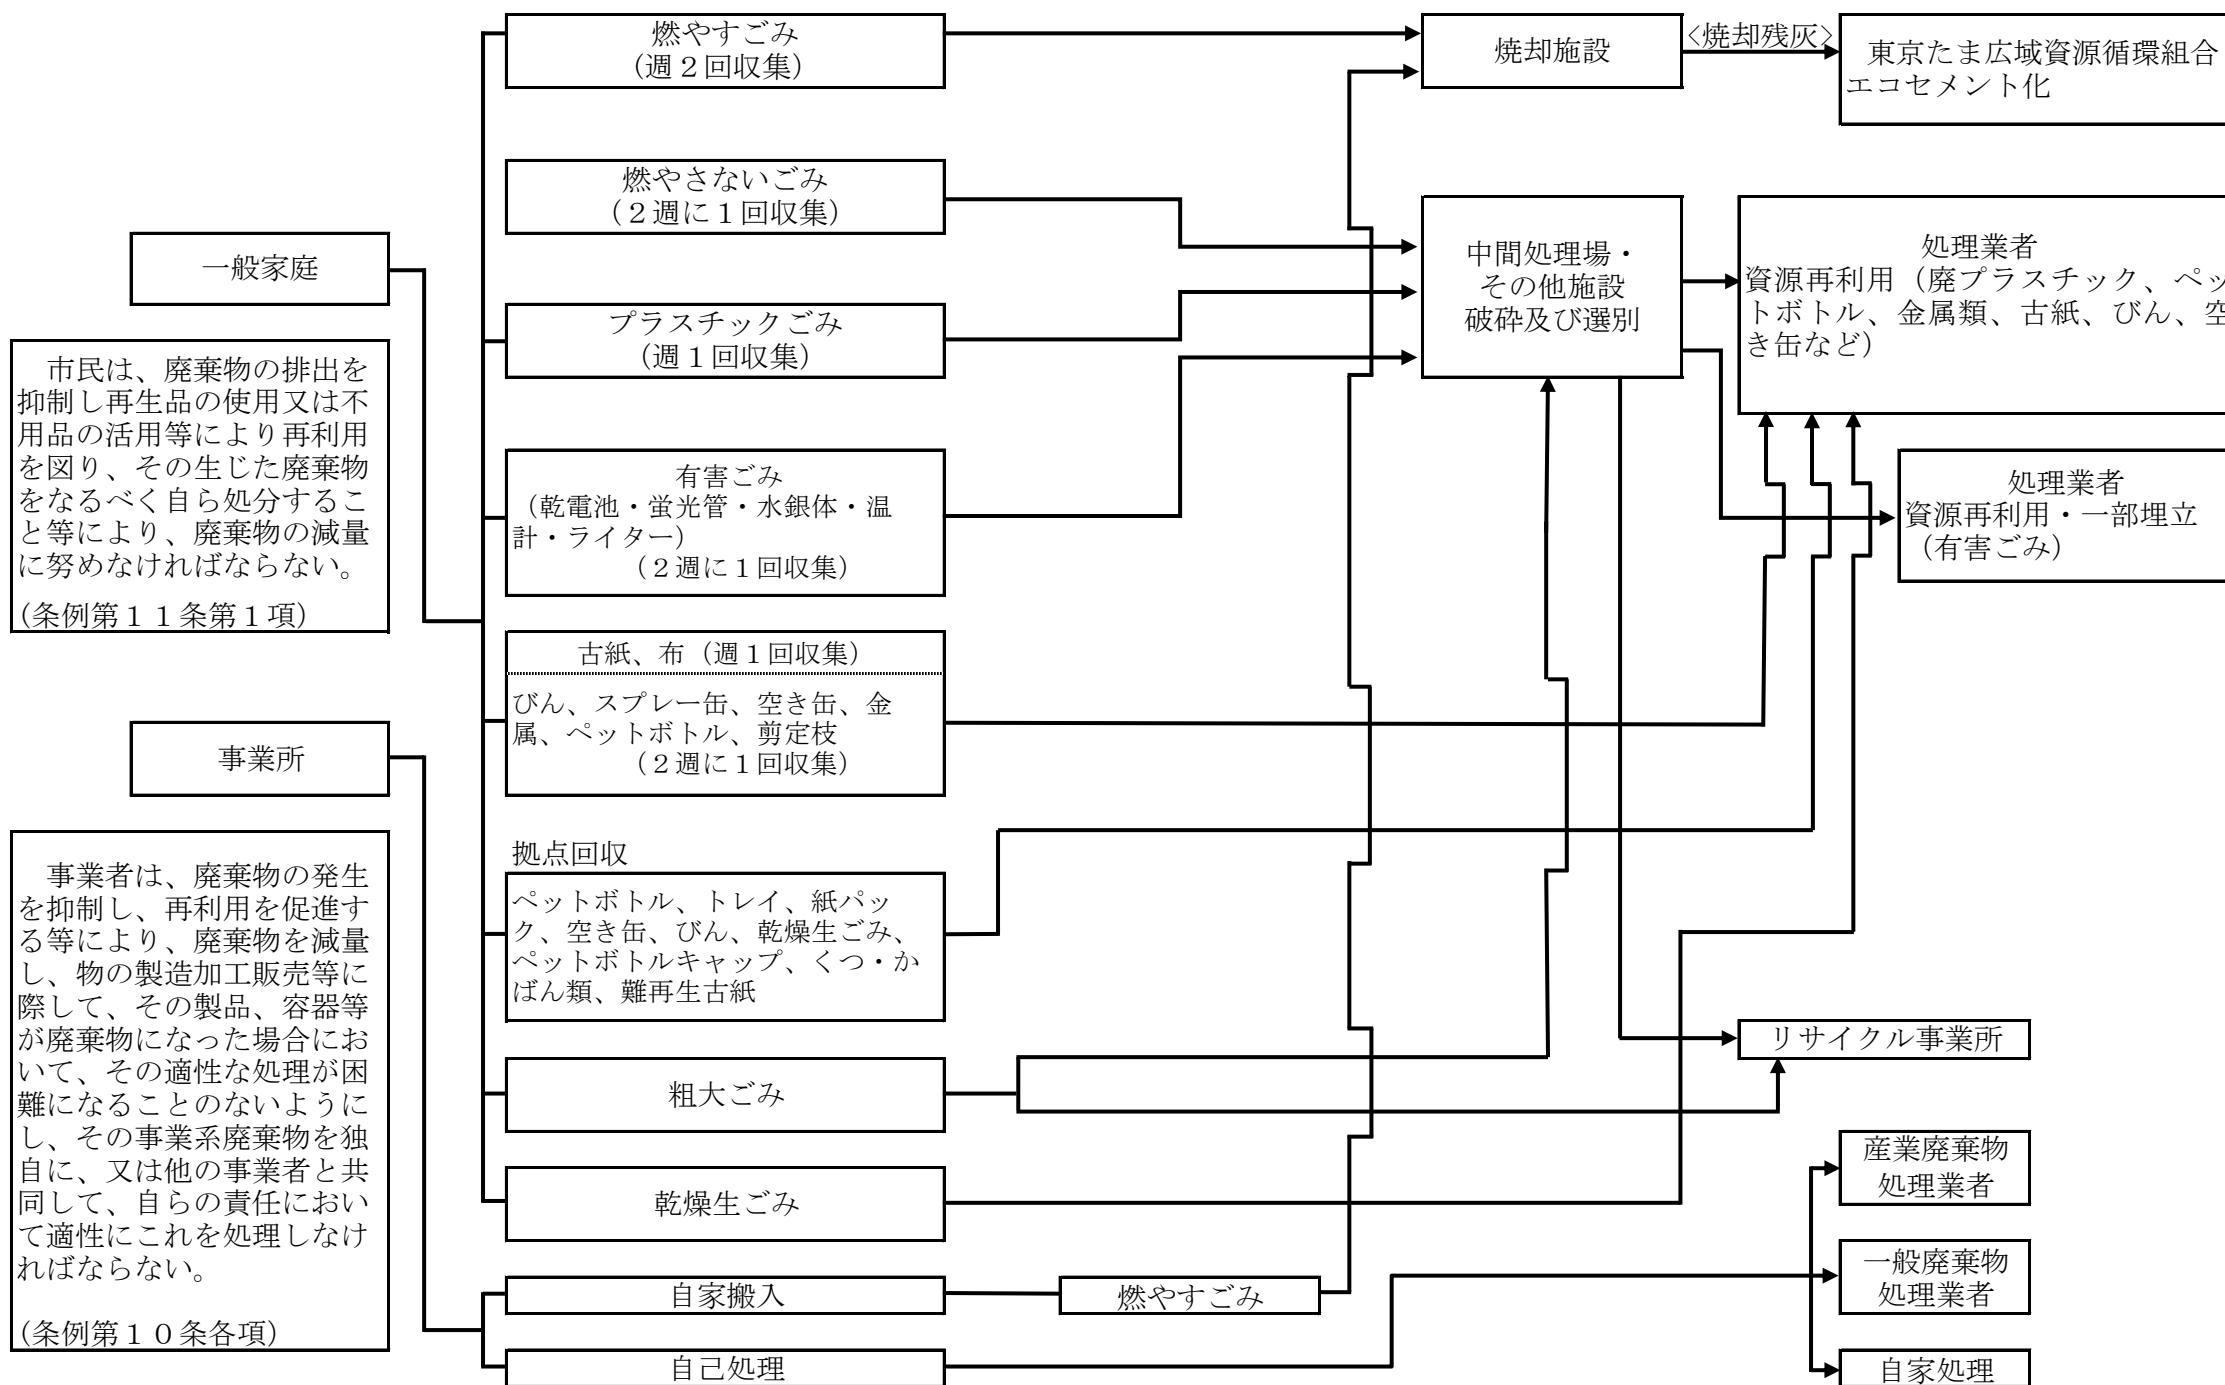 燃やすごみ
(週２回収集)
焼却施設
<焼却残灰>
東京たま広域資源循環組合
エコセメント化
燃やさないごみ
(２週に１回収集)
一般家庭
中間処理場・
その他施設
破砕及び選別
処理業者
資源再利用（廃プラスチック、ペッ
トボトル、金属類、古紙、びん、空
き缶など）
プラスチックごみ
(週１回収集)
市民は、廃棄物の排出を
抑制し再生品の使用又は不
用品の活用等により再利用
を図り、その生じた廃棄物
をなるべく自ら処分するこ
と等により、廃棄物の減量
に努めなければならない。
(条例第１１条第１項)
有害ごみ
（乾電池・蛍光管・水銀体・温
計・ライター）
（２週に１回収集）
処理業者
資源再利用・一部埋立
（有害ごみ）
古紙、布（週１回収集）
びん、スプレー缶、空き缶、金
属、ペットボトル、剪定枝
（２週に１回収集）
事業所
拠点回収
ペットボトル、トレイ、紙パッ
ク、空き缶、びん、乾燥生ごみ、
ペットボトルキャップ、くつ・か
ばん類、難再生古紙
事業者は、廃棄物の発生
を抑制し、再利用を促進す
る等により、廃棄物を減量
し、物の製造加工販売等に
際して、その製品、容器等
が廃棄物になった場合にお
いて、その適性な処理が困
難になることのないように
し、その事業系廃棄物を独
自に、又は他の事業者と共
同して、自らの責任におい
て適性にこれを処理しなけ
ればならない。
(条例第１０条各項)
リサイクル事業所
粗大ごみ
乾燥生ごみ
産業廃棄物
処理業者
自家搬入
燃やすごみ
一般廃棄物
処理業者
自己処理
自家処理